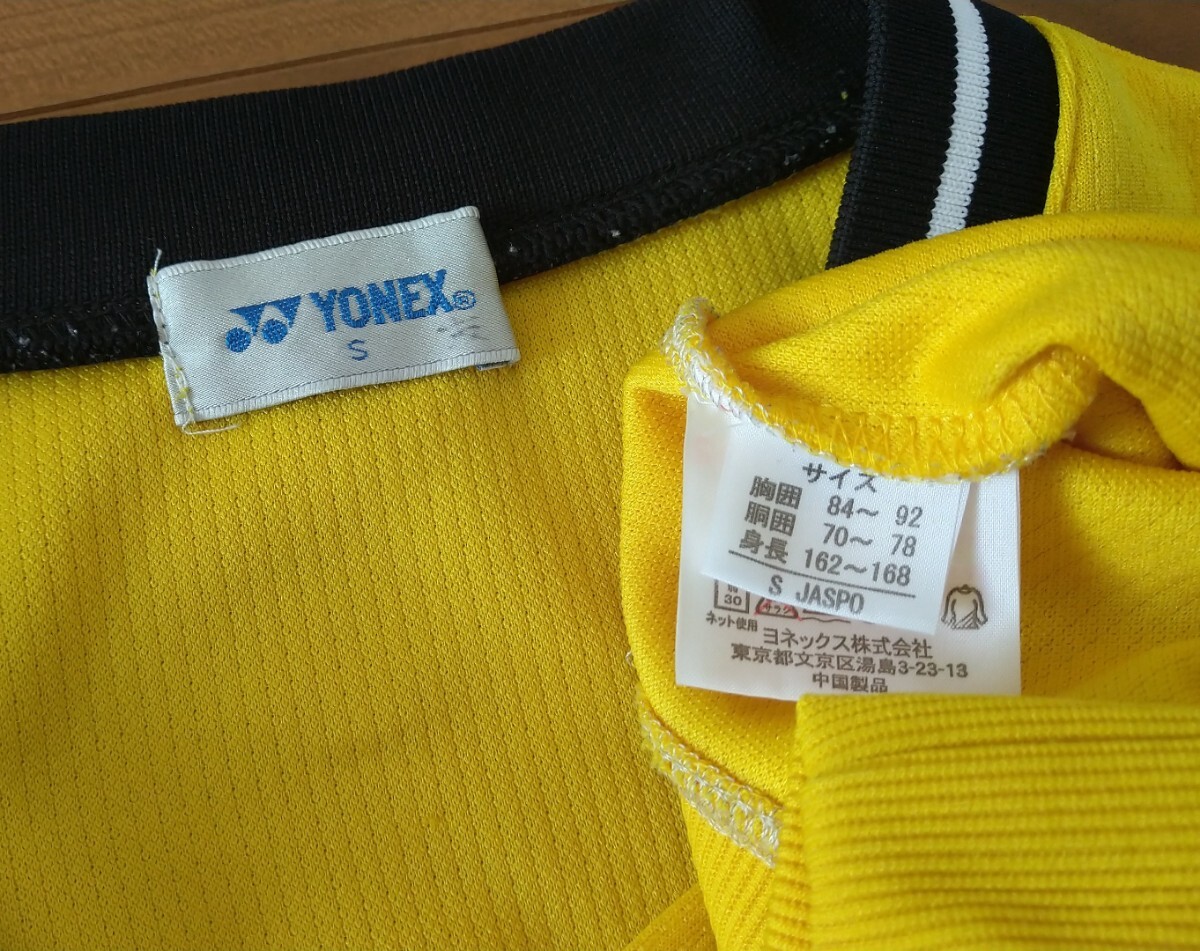 YONEX®
S
サイズ
胸囲 84～ 92
胴囲 70～ 78
身長 162～168
S JASPO
30
ネット使用
ヨネックス株式会社
東京都文京区湯島3-23-13
中国製品